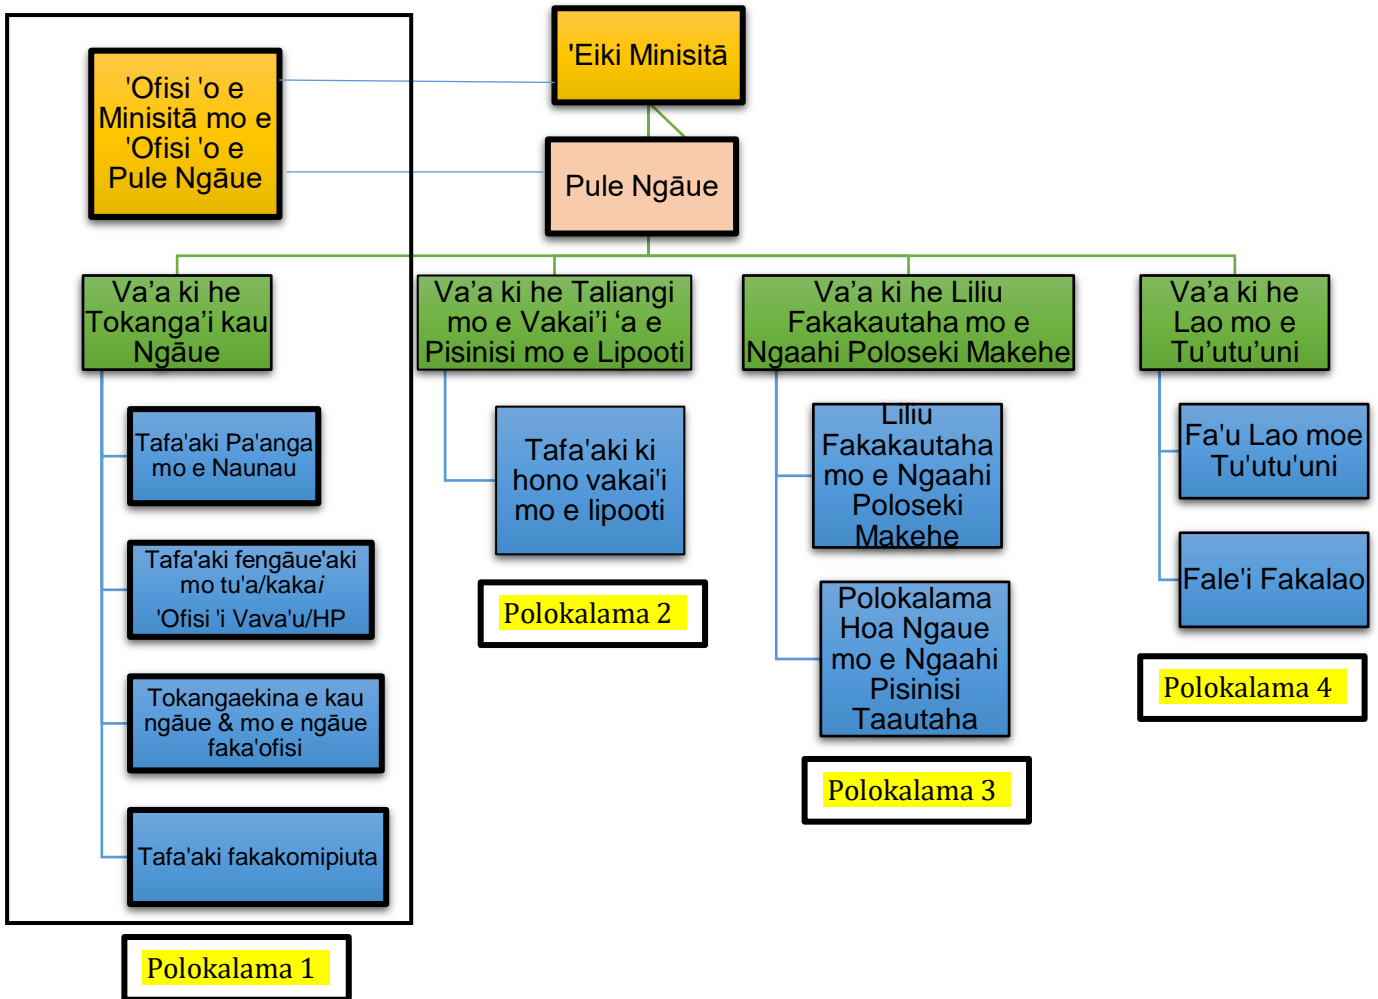 'Eiki Minisitā
'Ofisi 'o e
Minisitā mo e
'Ofisi 'o e
Pule Ngāue
Pule Ngāue
Va'a ki he
Tokanga'i kau
Ngāue
Va'a ki he Taliangi
mo e Vakai'i ‘a e
Pisinisi mo e Lipooti
Va'a ki he Liliu
Fakakautaha mo e
Ngaahi Poloseki Makehe
Va'a ki he
Lao mo e
Tu’utu’uni
Tafa'aki Pa'anga
mo e Naunau
Tafa'aki fengāue'aki
mo tu'a/kakai
'Ofisi 'i Vava'u/HP
Tokangaekina e kau
ngāue & mo e ngāue
faka'ofisi
Tafa'aki fakakomipiuta
Polokalama 1
Tafa'aki ki
hono vakai'i
mo e lipooti
Polokalama 2
Liliu
Fakakautaha
mo e Ngaahi
Poloseki
Makehe
Polokalama
Hoa Ngaue
mo e Ngaahi
Pisinisi
Taautaha
Polokalama 3
Fa'u Lao moe
Tu'utu'uni
Fale'i Fakalao
Polokalama 4